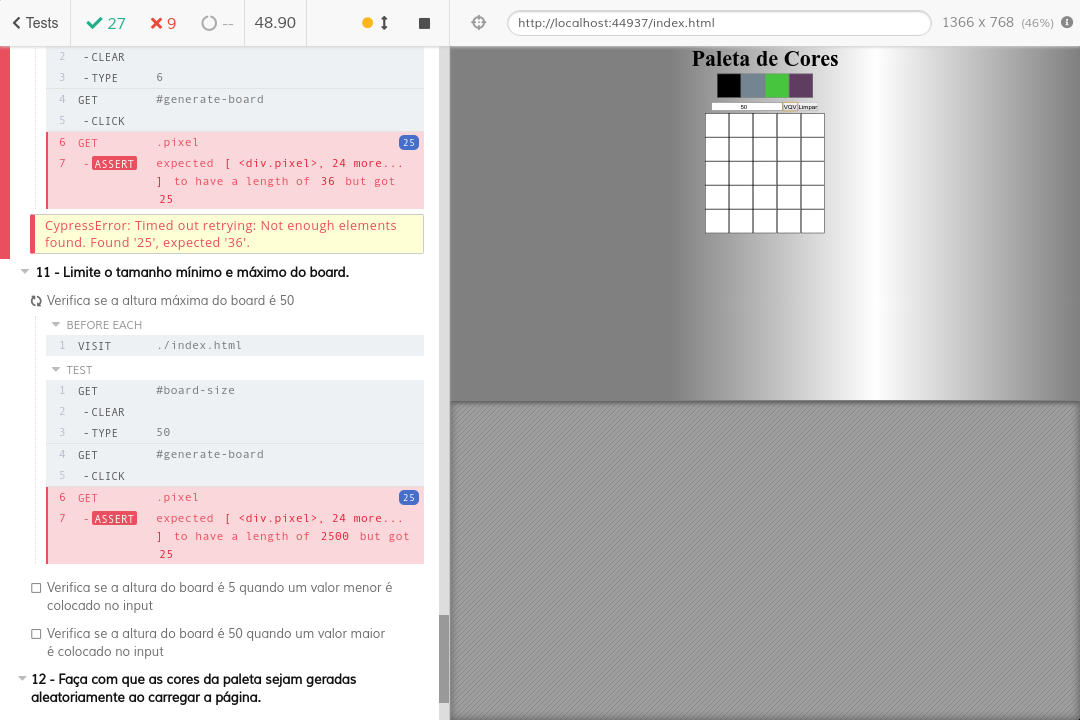 Tests 27 9 -- 48.90
http://localhost:44937/index.html 1366 x 768 (46%)
2 -CLEAR
3 -TYPE 6
4 GET #generate-board
5 -CLICK
6 GET .pixel 25
7 -ASSERT expected [ <div.pixel>, 24 more...
] to have a length of 36 but got
25
CypressError: Timed out retrying: Not enough elements
found. Found '25', expected '36'.
11 - Limite o tamanho mínimo e máximo do board.
Verifica se a altura máxima do board é 50
BEFORE EACH
1 VISIT ./index.html
TEST
1 GET #board-size
2 -CLEAR
3 -TYPE 50
4 GET #generate-board
5 -CLICK
6 GET .pixel 25
7 -ASSERT expected [ <div.pixel>, 24 more...
] to have a length of 2500 but got
25
Verifica se a altura do board é 5 quando um valor menor é
colocado no input
Verifica se a altura do board é 50 quando um valor maior
é colocado no input
12 - Faça com que as cores da paleta sejam geradas
aleatoriamente ao carregar a página.
Paleta de Cores
50 VQV Limpar